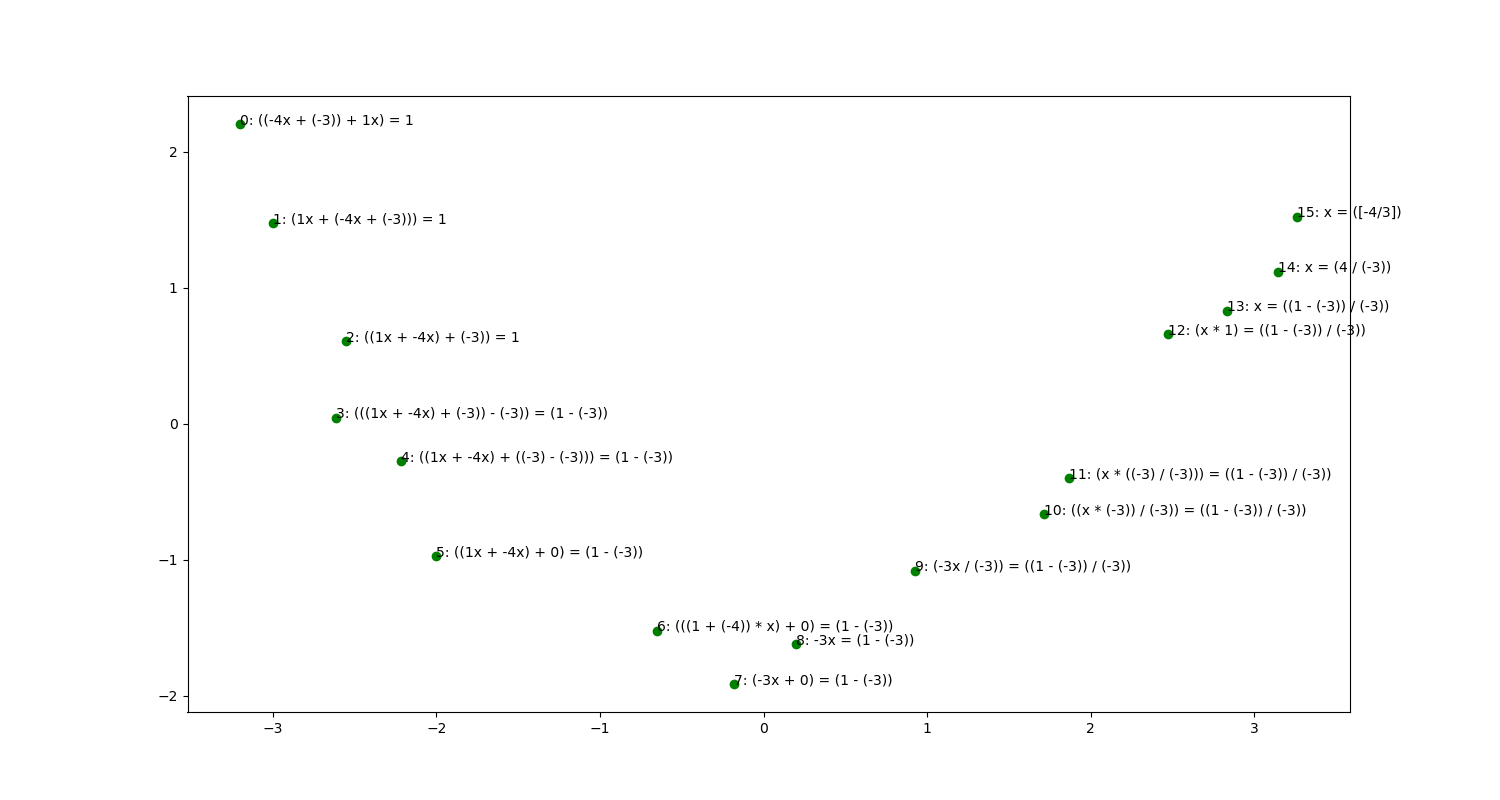 0: ((-4x + (-3)) + 1x) = 1
2
15: x = ([-4/3])
1: (1x + (-4x + (-3))) = 1
14: x = (4 / (-3))
1
13: x = ((1 - (-3)) / (-3))
12: (x * 1) = ((1 - (-3)) / (-3))
2: ((1x + -4x) + (-3)) = 1
3: (((1x + -4x) + (-3)) - (-3)) = (1 - (-3))
0
4: ((1x + -4x) + ((-3) - (-3))) = (1 - (-3))
11: (x * ((-3) / (-3))) = ((1 - (-3)) / (-3))
10: ((x * (-3)) / (-3)) = ((1 - (-3)) / (-3))
5: ((1x + -4x) + 0) = (1 - (-3))
−1
9: (-3x / (-3)) = ((1 - (-3)) / (-3))
6: (((1 + (-4)) * x) + 0) = (1 - (-3))
8: -3x = (1 - (-3))
7: (-3x + 0) = (1 - (-3))
−2
−3 −2 −1 0 1 2 3